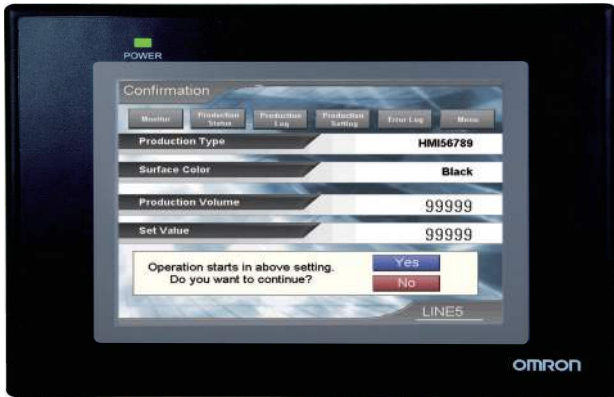 POWER
Confirmation
Monitor Production Status Production Log Production Setting Error Log Menu
Production Type HMI56789
Surface Color Black
Production Volume 99999
Set Value 99999
Operation starts in above setting. Yes
Do you want to continue? No
LINE5
OMRON